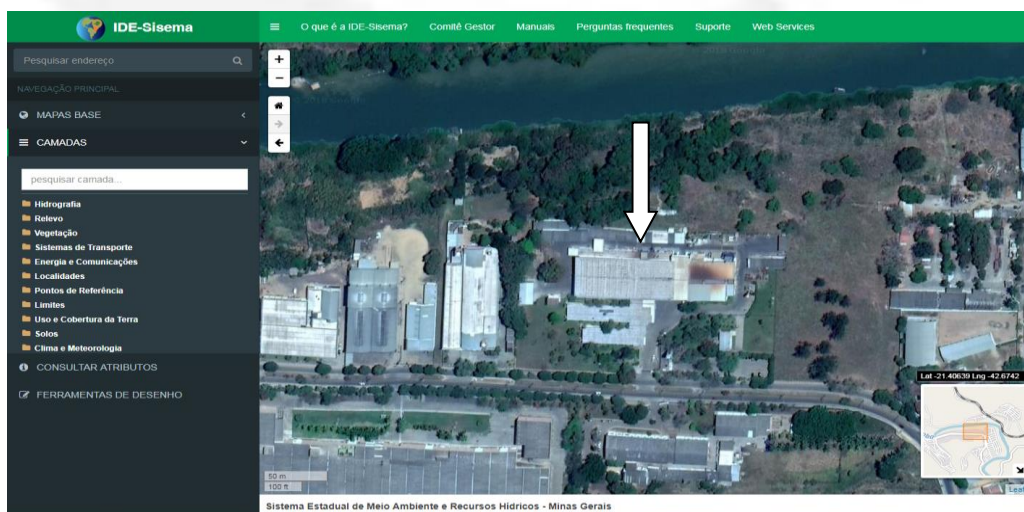 IDE-Sisema
O que é a IDE-Sisema?
Comitê Gestor
Manuais
Perguntas frequentes
Suporte
Web Services
Pesquisar endereço
NAVEGAÇÃO PRINCIPAL
MAPAS BASE
CAMADAS
pesquisar camada...
Hidrografia
Relevo
Vegetação
Sistemas de Transporte
Energia e Comunicações
Localidades
Pontos de Referência
Limites
Uso e Cobertura da Terra
Solos
Clima e Meteorologia
CONSULTAR ATRIBUTOS
FERRAMENTAS DE DESENHO
+
−
Lat -21.40639 Lng -42.6742
50 m
100 ft
Leaf
Sistema Estadual de Meio Ambiente e Recursos Hídricos - Minas Gerais